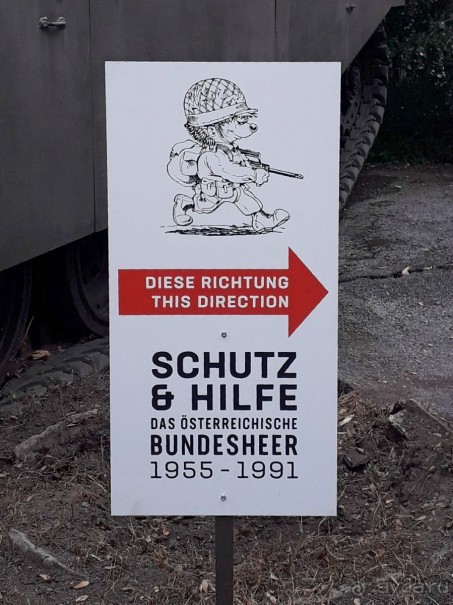 DIESE RICHTUNG
THIS DIRECTION
SCHUTZ
& HILFE
DAS ÖSTERREICHISCHE
BUNDESHEER
1955 - 1991